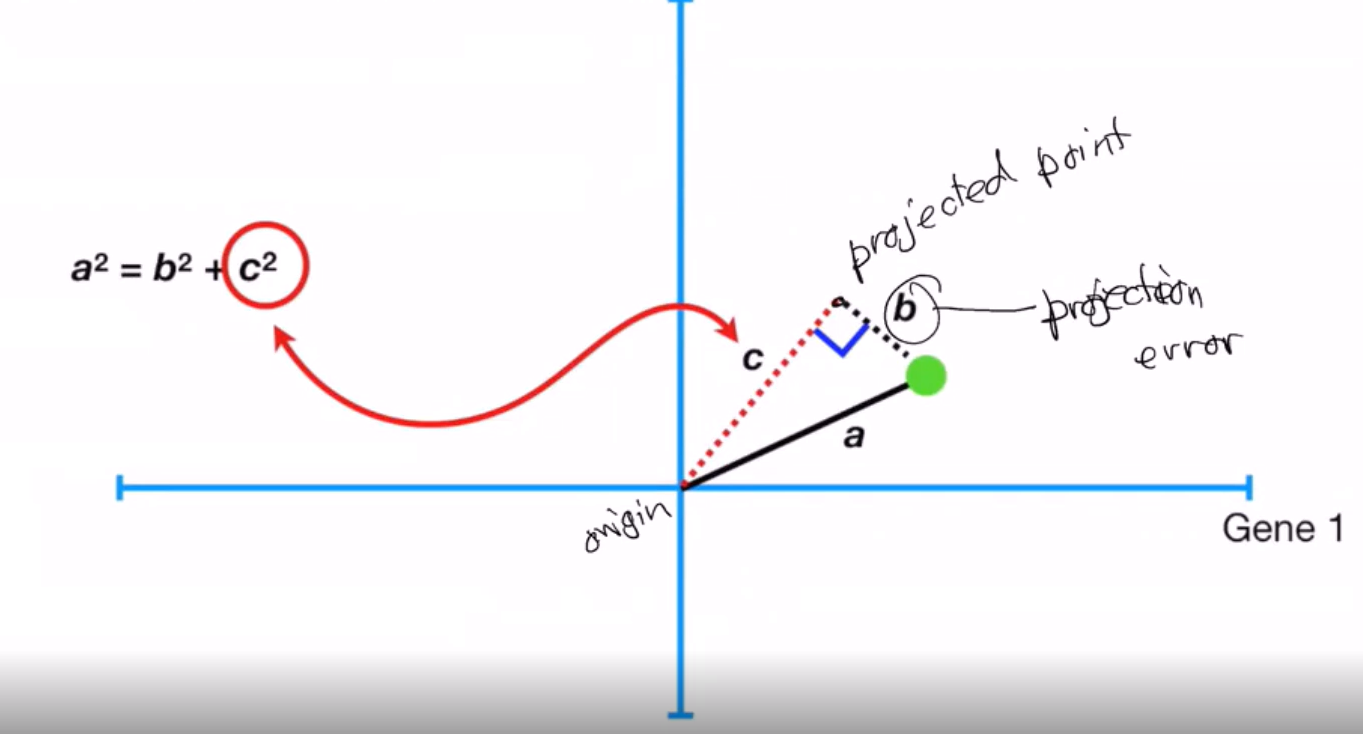 projected point
a² = b² + c²
b
projection
error
c
a
origin
Gene 1